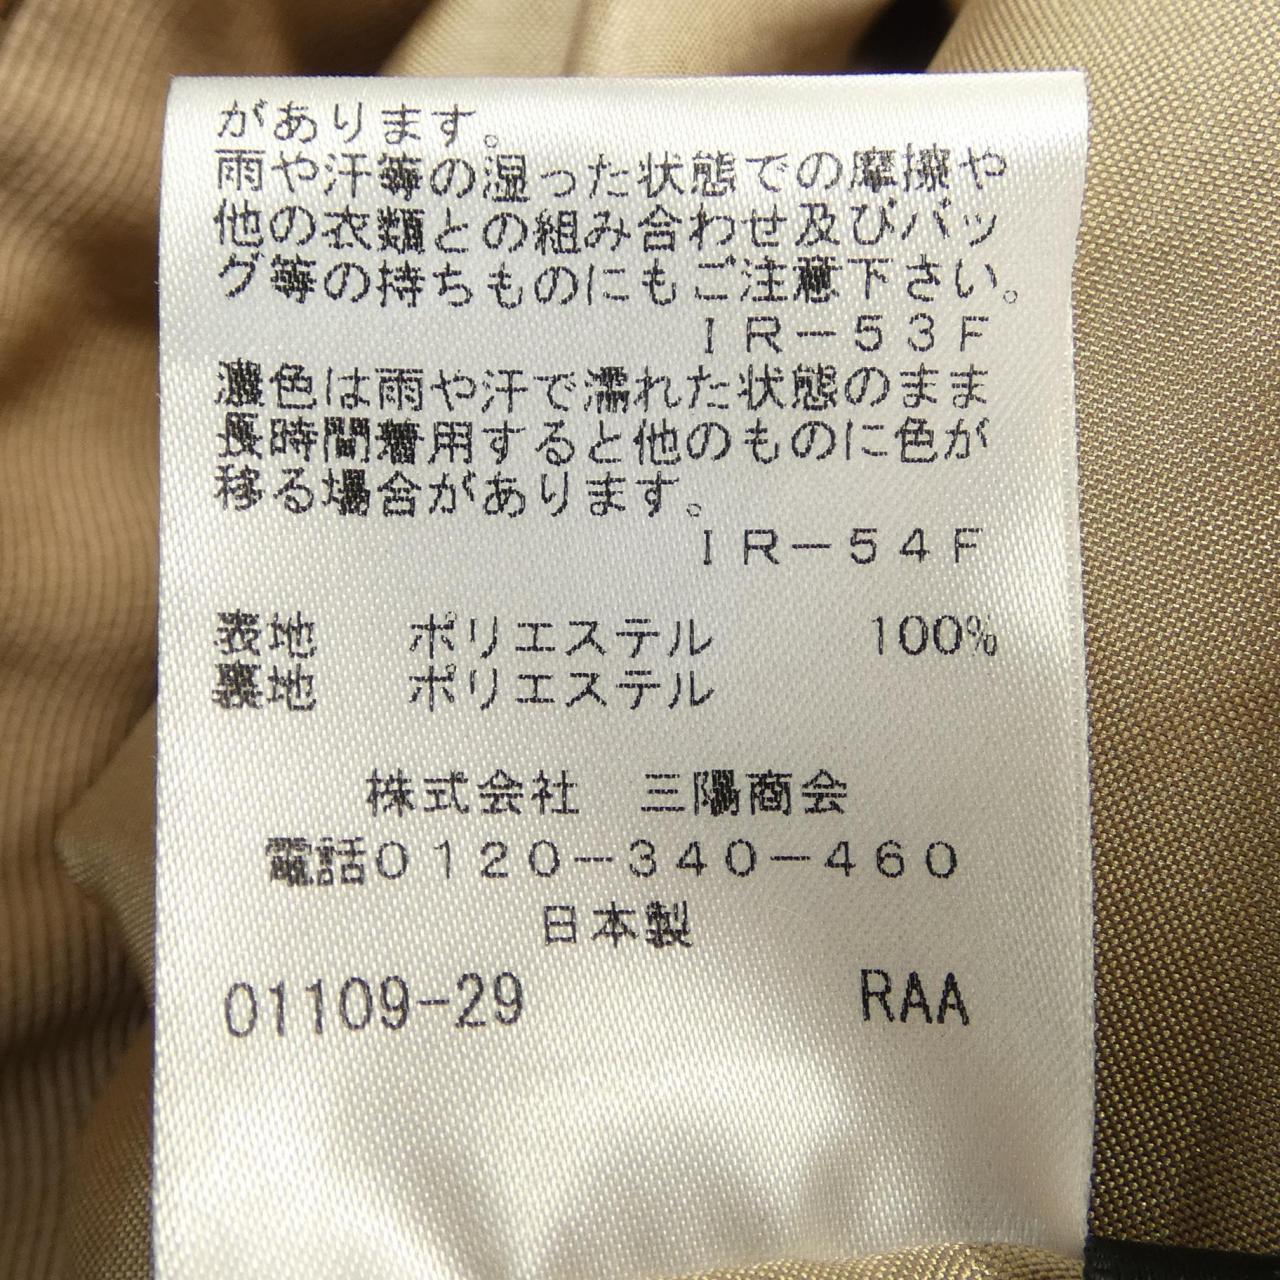 があります。
雨や汗等の湿った状態での摩擦や
他の衣類との組み合わせ及びバッ
グ等の持ちものにもご注意下さい。
ＩＲ－５３Ｆ
濃色は雨や汗で濡れた状態のまま
長時間着用すると他のものに色が
移る場合があります。
ＩＲ－５４Ｆ
表地　ポリエステル　100%
裏地　ポリエステル
株式会社　三陽商会
電話０１２０－３４０－４６０
日本製
01109-29　RAA